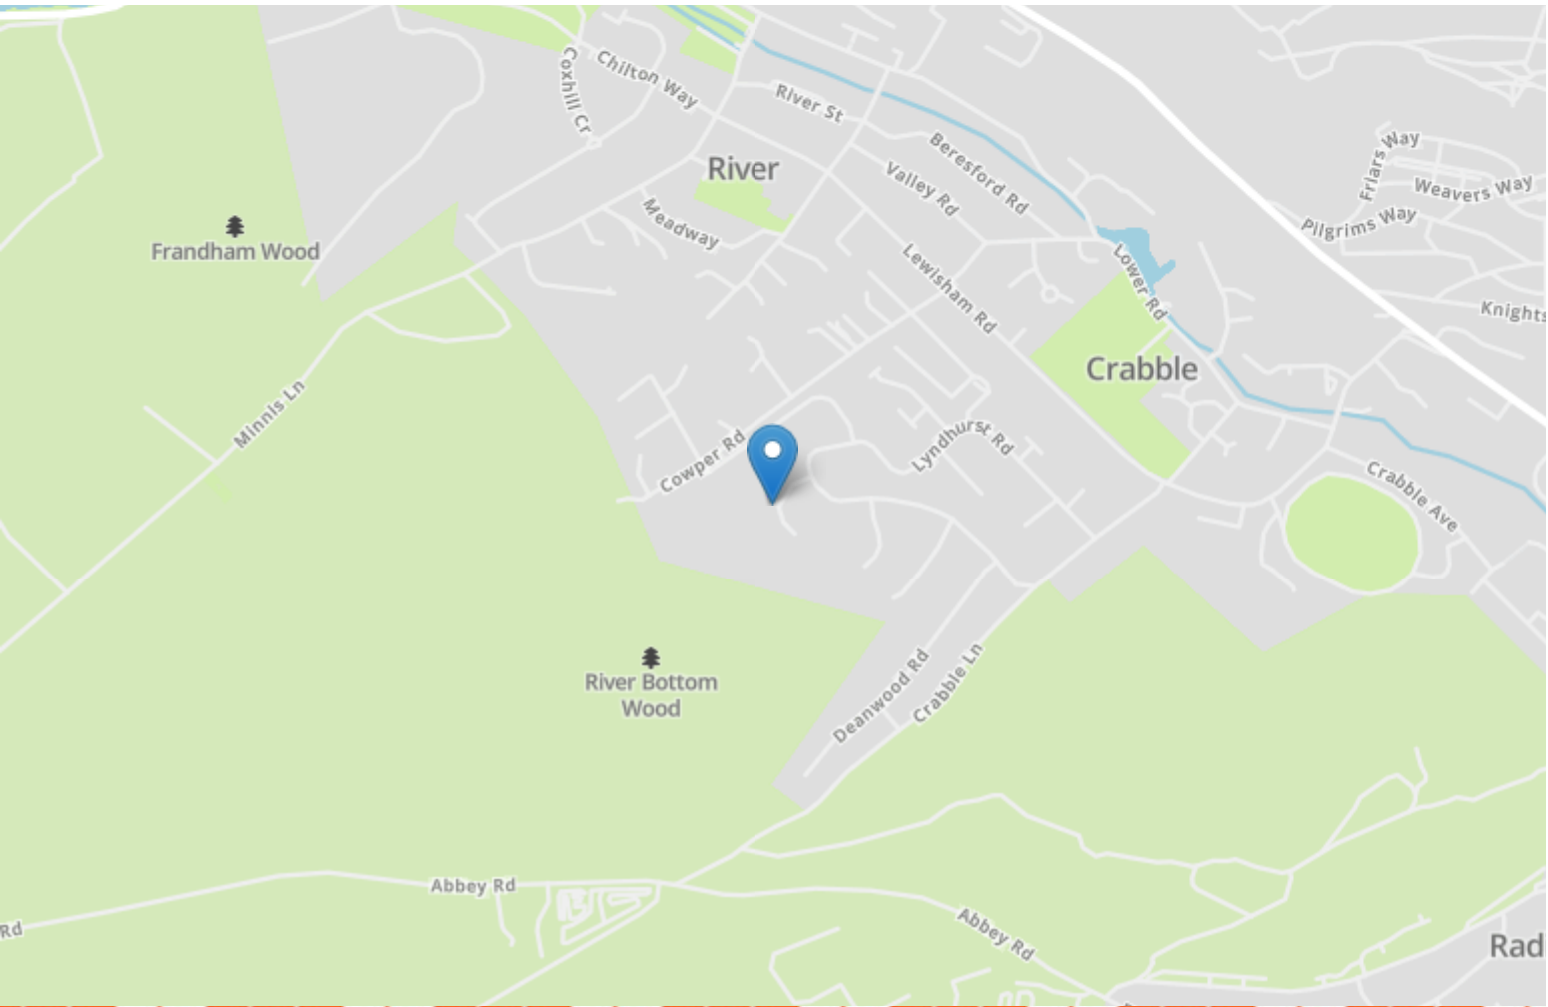 Coxhill Cr
Chilton Way
River St
River
Beresford Rd
Valley Rd
Friars Way
Weavers Way
Pilgrims Way
Meadway
Frandham Wood
Lewisham Rd
Lower Rd
Knights
Crabble
Minnis Ln
Cowper Rd
Lyndhurst Rd
Crabble Ave
River Bottom
Wood
Deanwood Rd
Crabble Ln
Abbey Rd
Rd
Abbey Rd
Rad